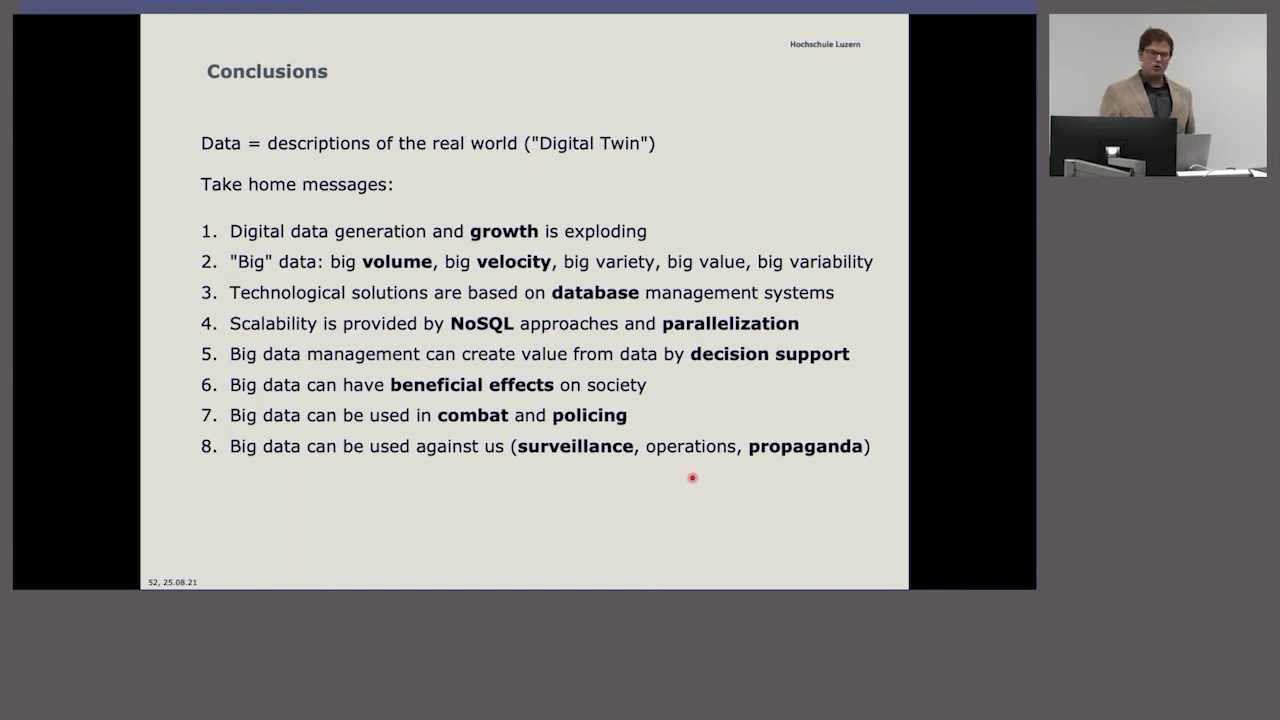 Hochschule Luzern
Conclusions
Data = descriptions of the real world ("Digital Twin")
Take home messages:
1. Digital data generation and growth is exploding
2. "Big" data: big volume, big velocity, big variety, big value, big variability
3. Technological solutions are based on database management systems
4. Scalability is provided by NoSQL approaches and parallelization
5. Big data management can create value from data by decision support
6. Big data can have beneficial effects on society
7. Big data can be used in combat and policing
8. Big data can be used against us (surveillance, operations, propaganda)
52, 25.08.21